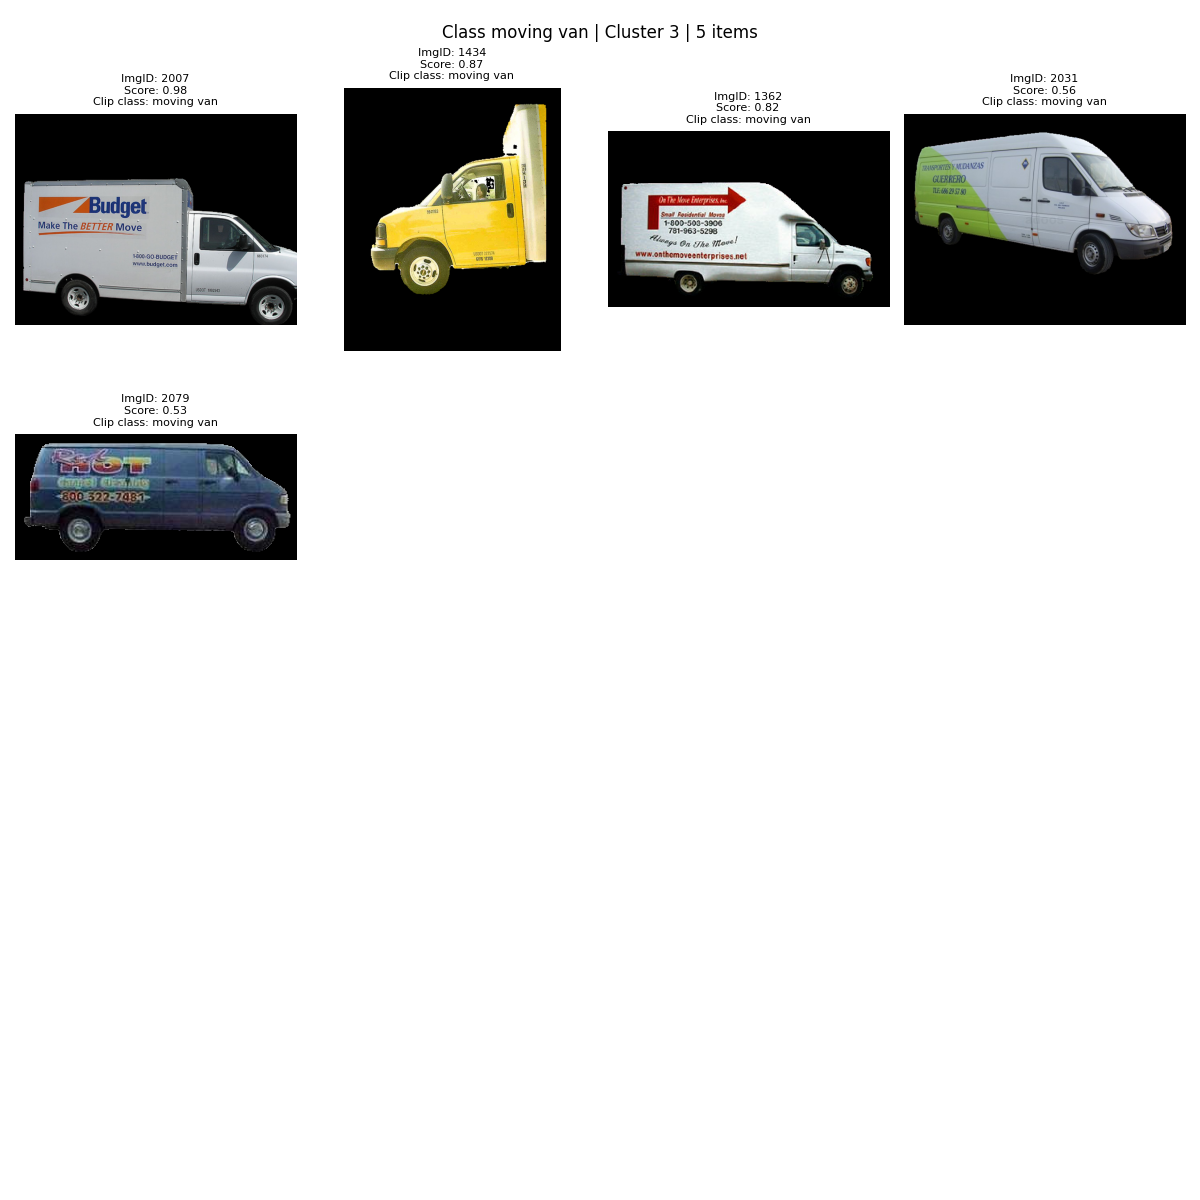 Class moving van | Cluster 3 | 5 items
ImgID: 2007
Score: 0.98
Clip class: moving van
Budget
Make The BETTER Move
1-800-GO-BUDGET
www.budget.com
ImgID: 1434
Score: 0.87
Clip class: moving van
ImgID: 1362
Score: 0.82
Clip class: moving van
On The Move Enterprises, Inc.
Small Residential Moves
1-800-503-3906
781-963-5298
Always On The Move!
www.onthemoveenterprises.net
ImgID: 2031
Score: 0.56
Clip class: moving van
TRANSPORTES Y MUDANZAS
GUERRERO
ImgID: 2079
Score: 0.53
Clip class: moving van
Red
HOT
Carpet Cleaning
800 322-7481